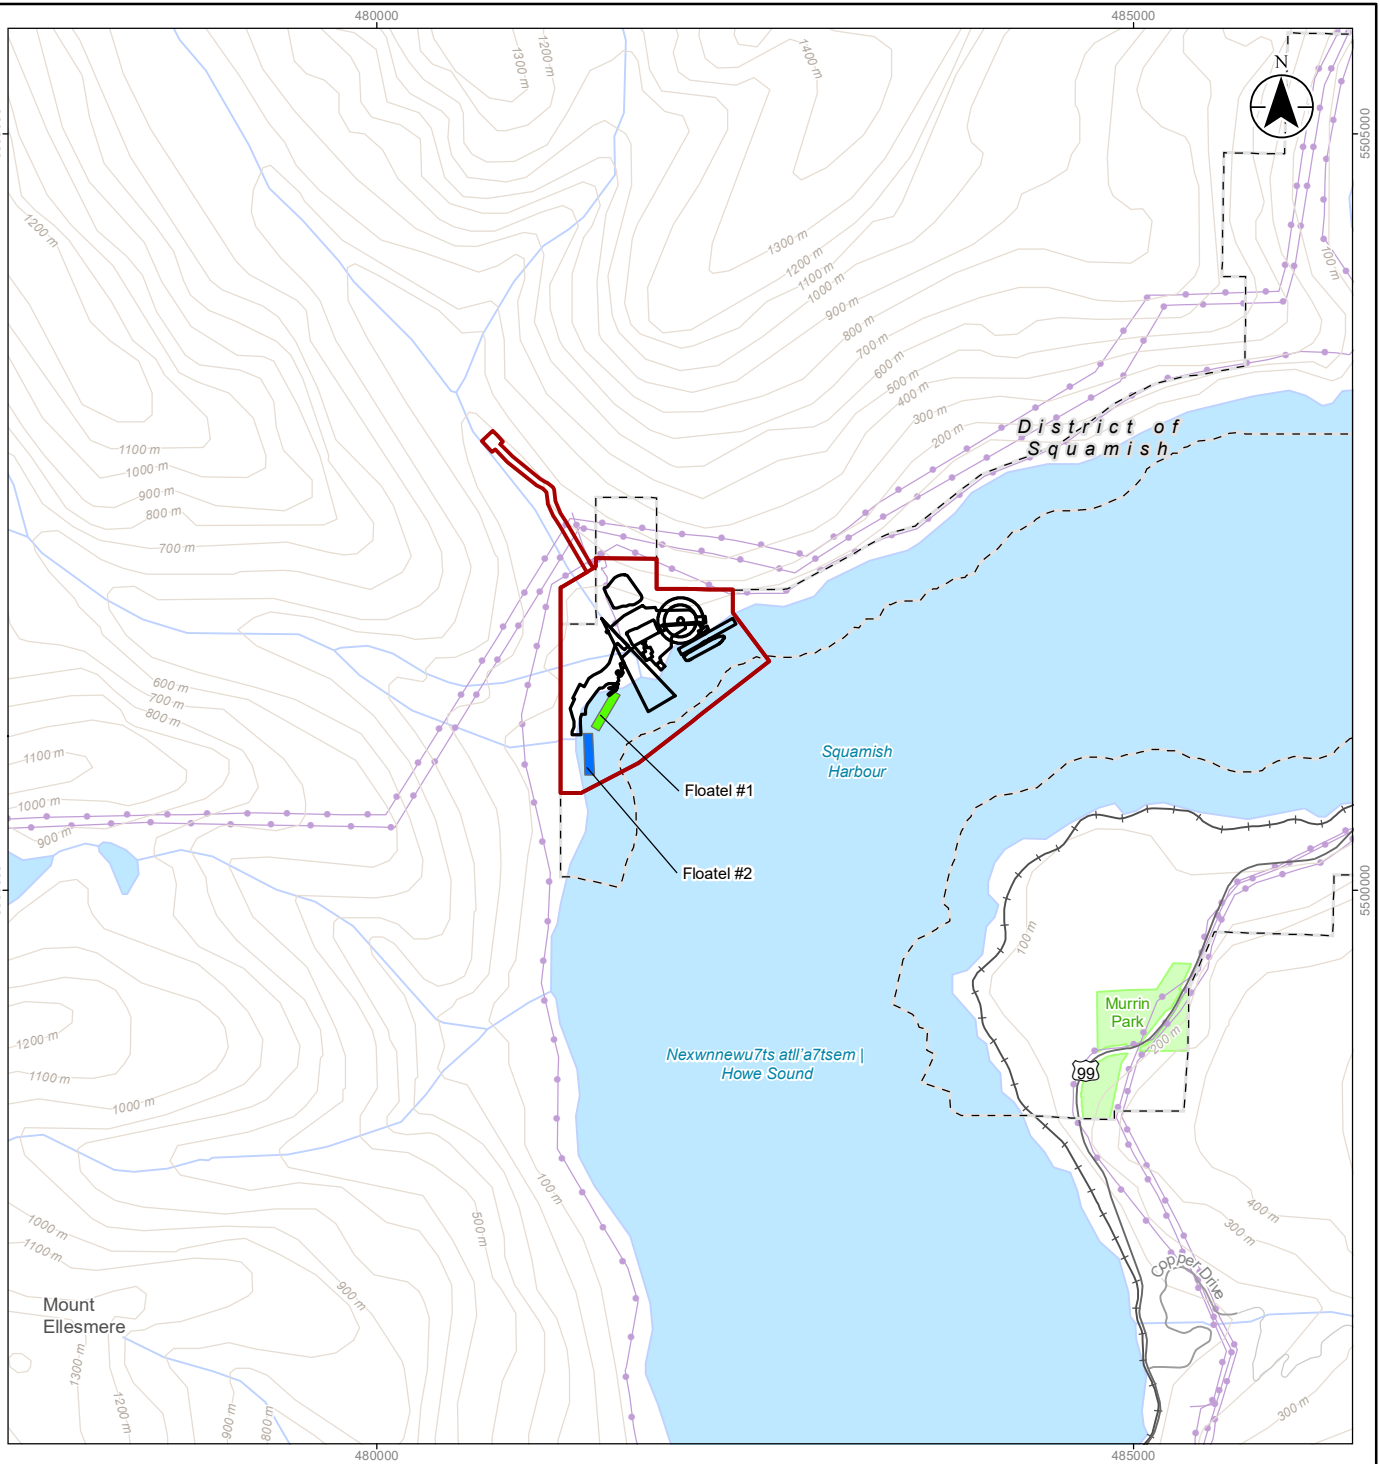 480000
485000
1200 m
1300 m
1400 m
N
5505000
1200 m
1300 m
1200 m
1100 m
1000 m
900 m
800 m
700 m
600 m
500 m
400 m
300 m
200 m
100 m
District of
Squamish
1100 m
1000 m
900 m
800 m
700 m
600 m
700 m
800 m
1100 m
1000 m
900 m
Squamish
Harbour
Floatel #1
Floatel #2
5500000
100 m
Murrin
Park
200 m
99
1200 m
1100 m
1000 m
Nexwnnewu7ts atll'a7tsem |
Howe Sound
100 m
500 m
1000 m
1100 m
900 m
400 m
300 m
Copper Drive
Mount
Ellesmere
1300 m
1200 m
900 m
800 m
300 m
480000
485000